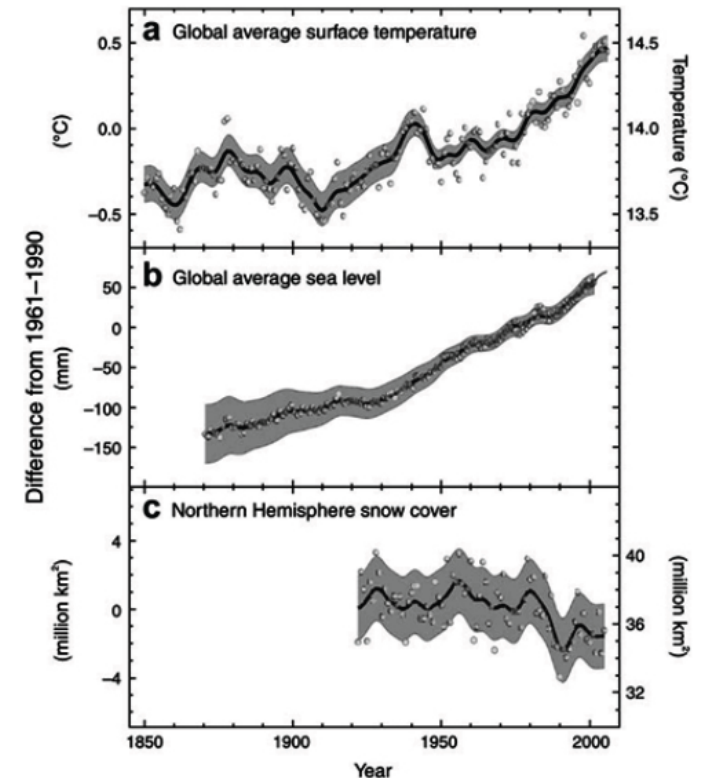 a Global average surface temperature
0.5
0.0
−0.5
(°C)
14.5
14.0
13.5
Temperature (°C)
Difference from 1961–1990
b Global average sea level
50
0
−50
−100
−150
(mm)
c Northern Hemisphere snow cover
4
0
−4
(million km²)
40
36
32
(million km²)
1850 1900 1950 2000
Year